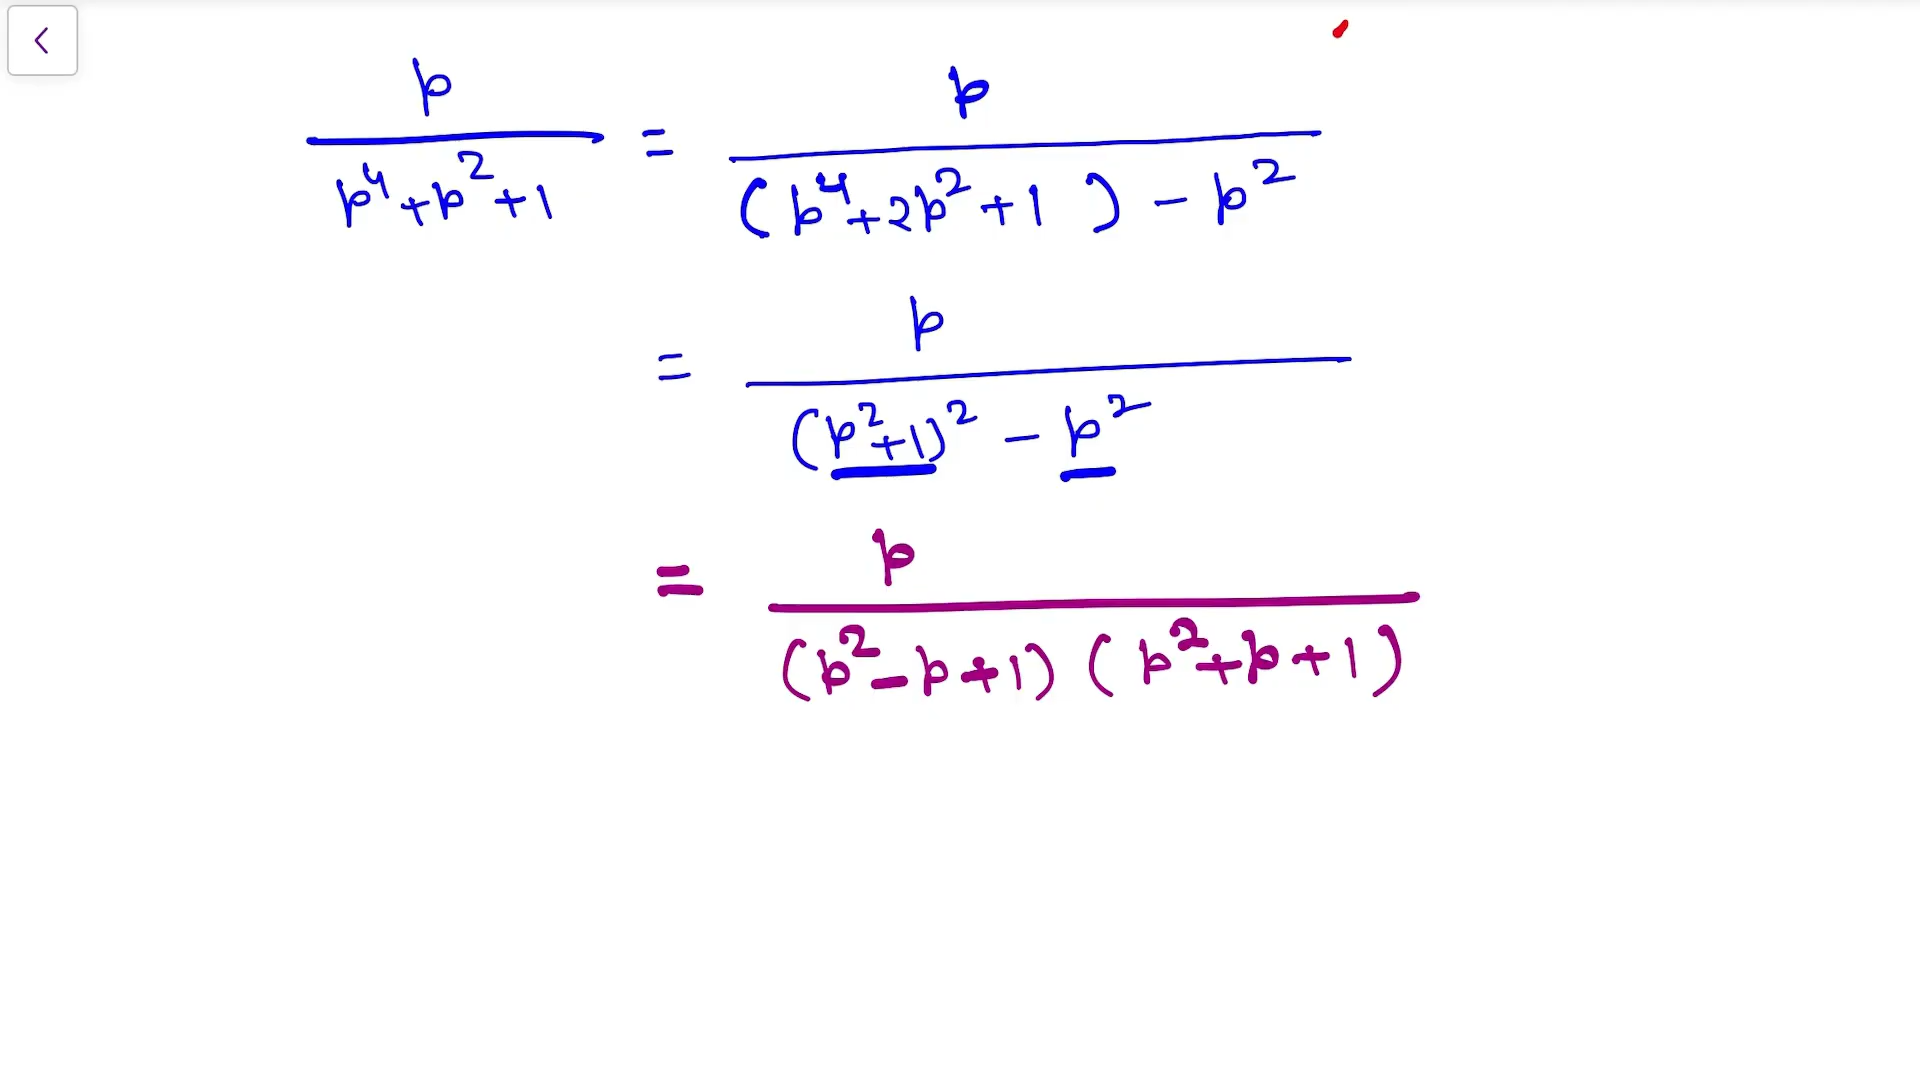 p/(p⁴+p²+1) = p/((p⁴+2p²+1) - p²)
= p/((p²+1)² - p²)
= p/((p²-p+1)(p²+p+1))